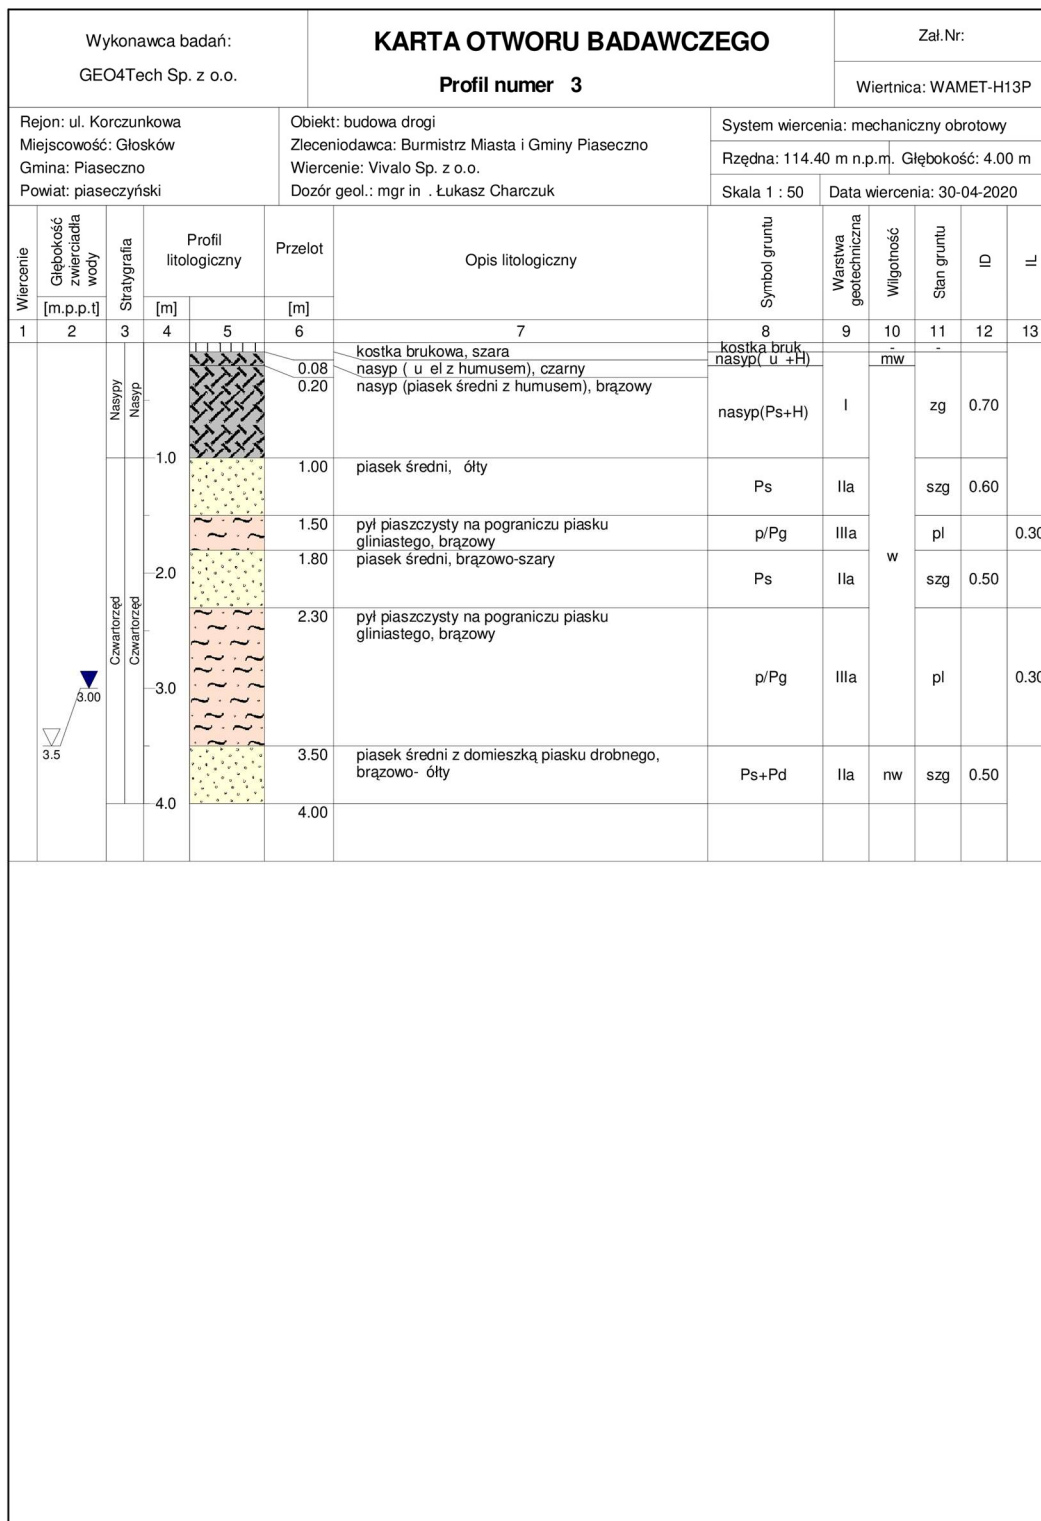 Wykonawca badań:
GEO4Tech Sp. z o.o.
KARTA OTWORU BADAWCZEGO
Profil numer 3
Zał.Nr:
Wiertnica: WAMET-H13P
Rejon: ul. Korczunkowa
Miejscowość: Głosków
Gmina: Piaseczno
Powiat: piaseczyński
Obiekt: budowa drogi
Zleceniodawca: Burmistrz Miasta i Gminy Piaseczno
Wiercenie: Vivalo Sp. z o.o.
Dozór geol.: mgr in . Łukasz Charczuk
System wiercenia: mechaniczny obrotowy
Rzędna: 114.40 m n.p.m. Głębokość: 4.00 m
Skala 1 : 50 Data wiercenia: 30-04-2020
Wiercenie
Głębokość zwierciadła wody
[m.p.p.t]
Stratygrafia
Profil litologiczny
[m]
Przelot
[m]
Opis litologiczny
Symbol gruntu
Warstwa geotechniczna
Wilgotność
Stan gruntu
ID
IL
1 2 3 4 5 6 7 8 9 10 11 12 13
kostka brukowa, szara kostka bruk - -
0.08 nasyp ( u el z humusem), czarny nasyp( u +H) mw
0.20 nasyp (piasek średni z humusem), brązowy
nasyp(Ps+H) I zg 0.70
Nasypy
Nasyp
1.0 1.00 piasek średni, ółty
Ps IIa szg 0.60
1.50 pył piaszczysty na pograniczu piasku
gliniastego, brązowy
p/Pg IIIa pl 0.30
1.80 piasek średni, brązowo-szary
w
2.0
Ps IIa szg 0.50
2.30 pył piaszczysty na pograniczu piasku
gliniastego, brązowy
Czwartorzęd
Czwartorzęd
p/Pg IIIa pl 0.30
3.0
3.00
3.5
3.50 piasek średni z domieszką piasku drobnego,
brązowo- ółty
Ps+Pd IIa nw szg 0.50
4.0
4.00